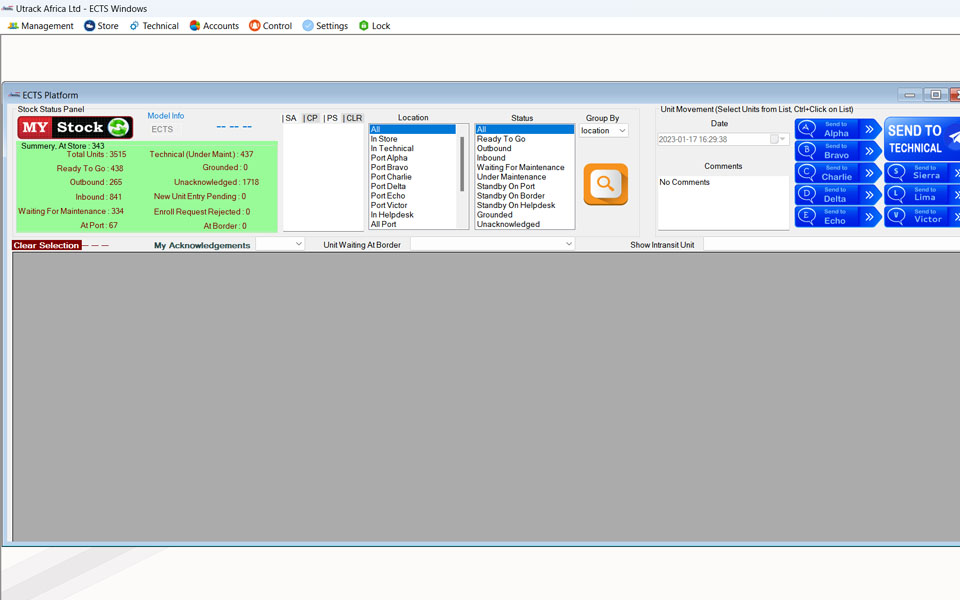 Utrack Africa Ltd - ECTS Windows
Management Store Technical Accounts Control Settings Lock
ECTS Platform
Stock Status Panel
MY Stock
Model Info
ECTS
-- -- --
Summery, At Store : 343
Total Units : 3515 Technical (Under Maint.) : 437
Ready To Go : 438 Grounded : 0
Outbound : 265 Unacknowledged : 1718
Inbound : 841 New Unit Entry Pending : 0
Waiting For Maintenance : 334 Enroll Request Rejected : 0
At Port : 67 At Border : 0
| SA | CP | PS | CLR
Location
All
In Store
In Technical
Port Alpha
Port Bravo
Port Charlie
Port Delta
Port Echo
Port Victor
In Helpdesk
All Port
Status
All
Ready To Go
Outbound
Inbound
Waiting For Maintenance
Under Maintenance
Standby On Port
Standby On Border
Standby On Helpdesk
Grounded
Unacknowledged
Group By
location
Unit Movement (Select Units from List, Ctrl+Click on List)
Date
2023-01-17 16:29:38
Comments
No Comments
A Send to Alpha
B Send to Bravo
C Send to Charlie
D Send to Delta
E Send to Echo
SEND TO
TECHNICAL
S Send to Sierra
L Send to Lima
V Send to Victor
Clear Selection — — — My Acknowledgements Unit Waiting At Border Show Intransit Unit